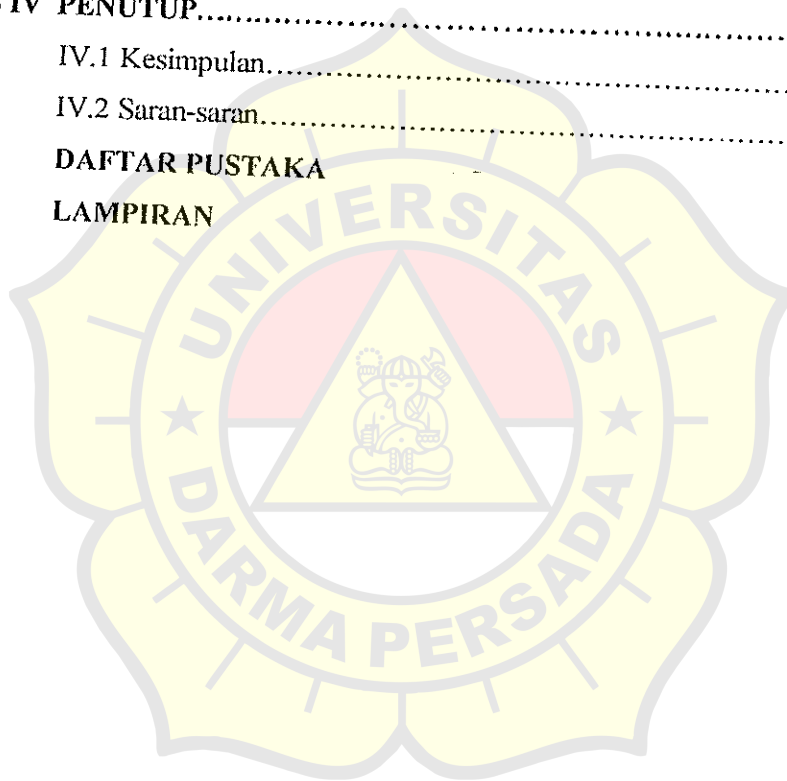 IV PENUTUP........................................................................
IV.1 Kesimpulan........................................................................
IV.2 Saran-saran........................................................................
DAFTAR PUSTAKA
LAMPIRAN
UNIVERSITAS
DARMA PERSADA